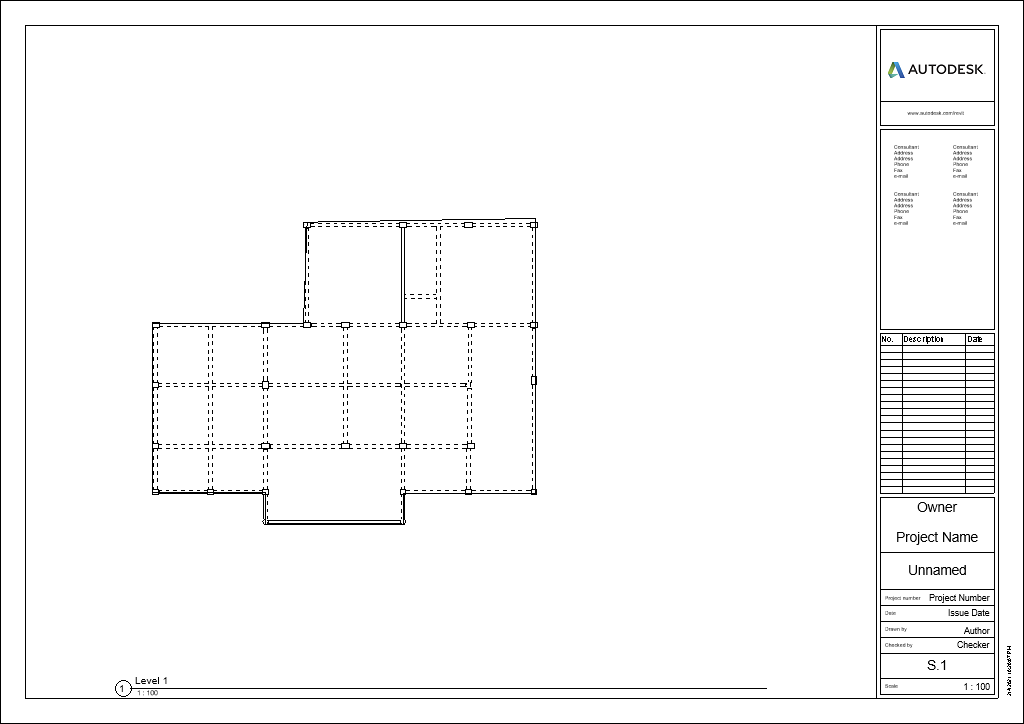 AUTODESK.
www.autodesk.com/revit
Consultant
Address
Address
Phone
Fax
e-mail
Consultant
Address
Address
Phone
Fax
e-mail
Consultant
Address
Address
Phone
Fax
e-mail
Consultant
Address
Address
Phone
Fax
e-mail
No. Description Date
Owner
Project Name
Unnamed
Project number Project Number
Date Issue Date
Drawn by Author
Checked by Checker
S.1
Scale 1 : 100
1 Level 1
1 : 100